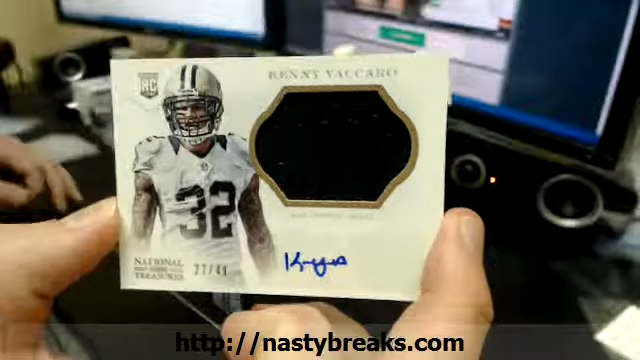 KENNY VACCARO
RC
32
NATIONAL
TREASURES
27/49
http://nastybreaks.com